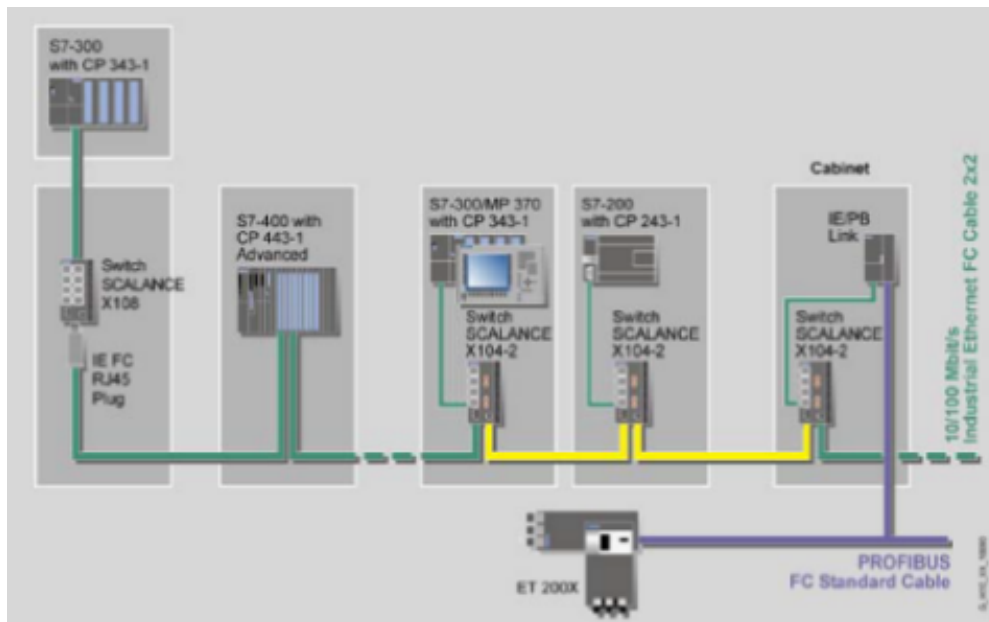 S7-300
with CP 343-1
Cabinet
S7-400 with
CP 443-1
Advanced
S7-300/MP 370
with CP 343-1
S7-200
with CP 243-1
IE/PB
Link
Switch
SCALANCE
X108
Switch
SCALANCE
X104-2
Switch
SCALANCE
X104-2
Switch
SCALANCE
X104-2
IE FC
RJ45
Plug
10/100 Mbit/s
Industrial Ethernet FC Cable 2x2
ET 200X
PROFIBUS
FC Standard Cable